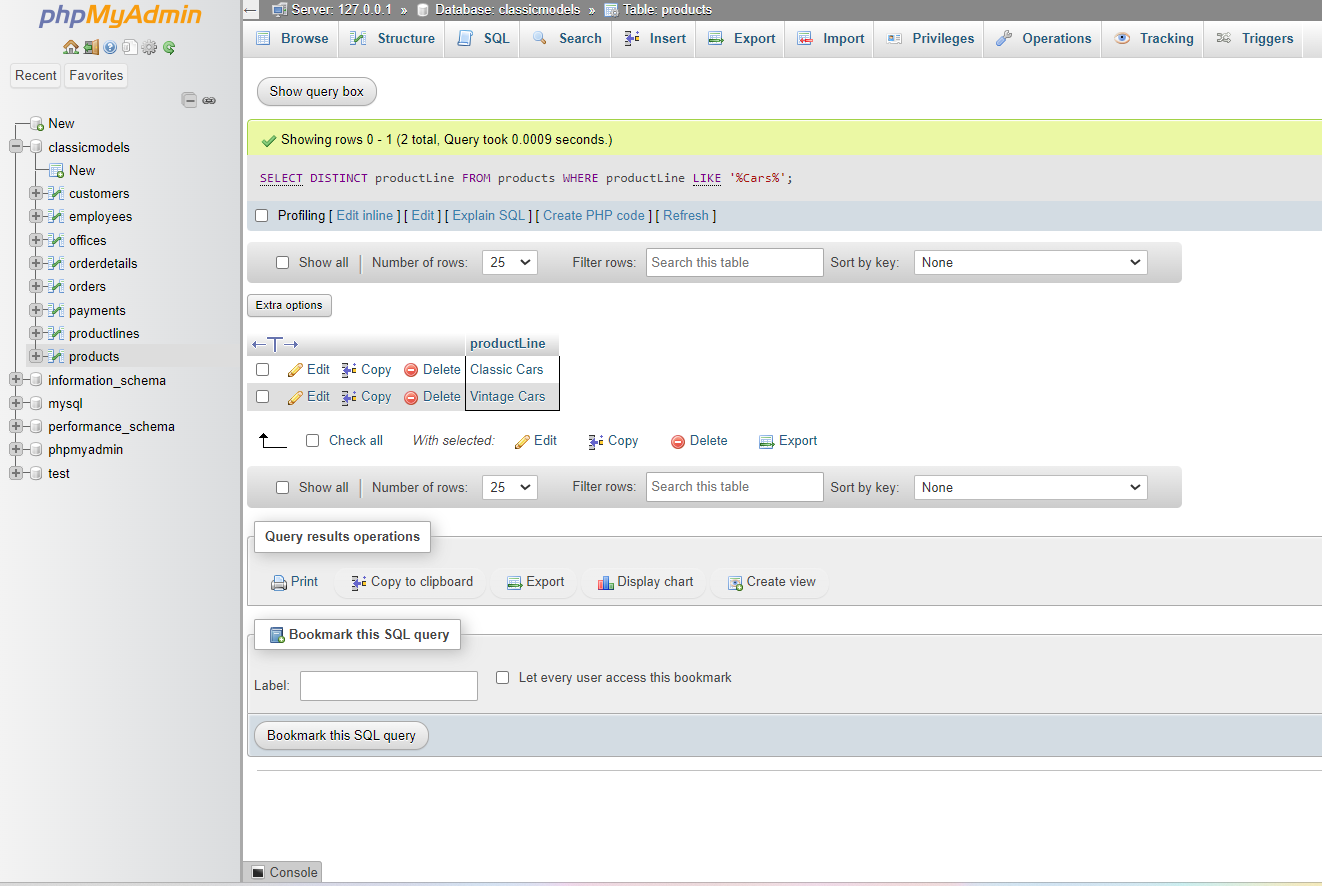 phpMyAdmin
Recent Favorites
New
classicmodels
New
customers
employees
offices
orderdetails
orders
payments
productlines
products
information_schema
mysql
performance_schema
phpmyadmin
test
Server: 127.0.0.1 » Database: classicmodels » Table: products
Browse Structure SQL Search Insert Export Import Privileges Operations Tracking Triggers
Show query box
Showing rows 0 - 1 (2 total, Query took 0.0009 seconds.)
SELECT DISTINCT productLine FROM products WHERE productLine LIKE '%Cars%';
Profiling [ Edit inline ] [ Edit ] [ Explain SQL ] [ Create PHP code ] [ Refresh ]
Show all Number of rows: 25 Filter rows: Search this table Sort by key: None
Extra options
productLine
Edit Copy Delete Classic Cars
Edit Copy Delete Vintage Cars
Check all With selected: Edit Copy Delete Export
Show all Number of rows: 25 Filter rows: Search this table Sort by key: None
Query results operations
Print Copy to clipboard Export Display chart Create view
Bookmark this SQL query
Label: Let every user access this bookmark
Bookmark this SQL query
Console